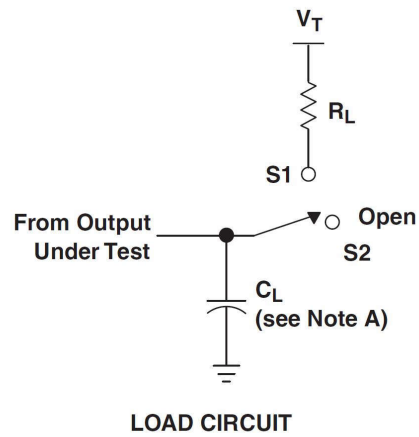 VT
RL
S1
Open
From Output
Under Test
S2
CL
(see Note A)
LOAD CIRCUIT